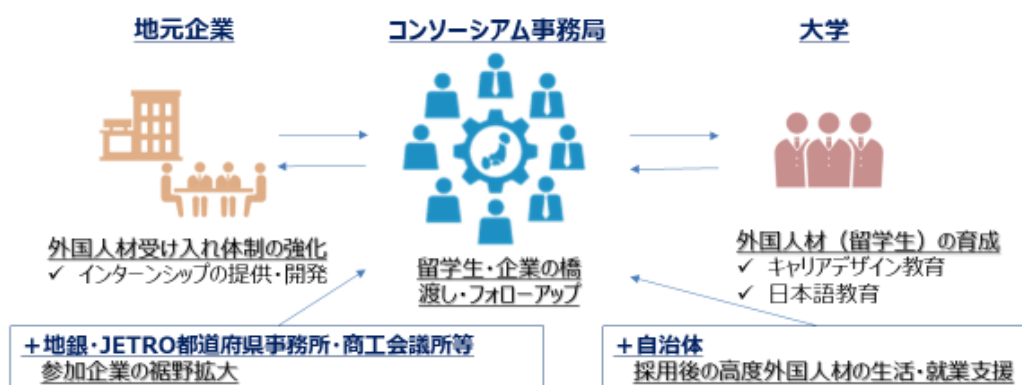 地元企業
コンソーシアム事務局
大学
外国人材受け入れ体制の強化
✓ インターンシップの提供・開発
留学生・企業の橋
渡し・フォローアップ
外国人材（留学生）の育成
✓ キャリアデザイン教育
✓ 日本語教育
＋地銀・JETRO都道府県事務所・商工会議所等
参加企業の裾野拡大
＋自治体
採用後の高度外国人材の生活・就業支援